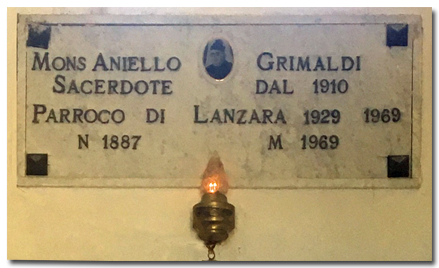 Mons Aniello Grimaldi
Sacerdote dal 1910
Parroco di Lanzara 1929 1969
N 1887 M 1969